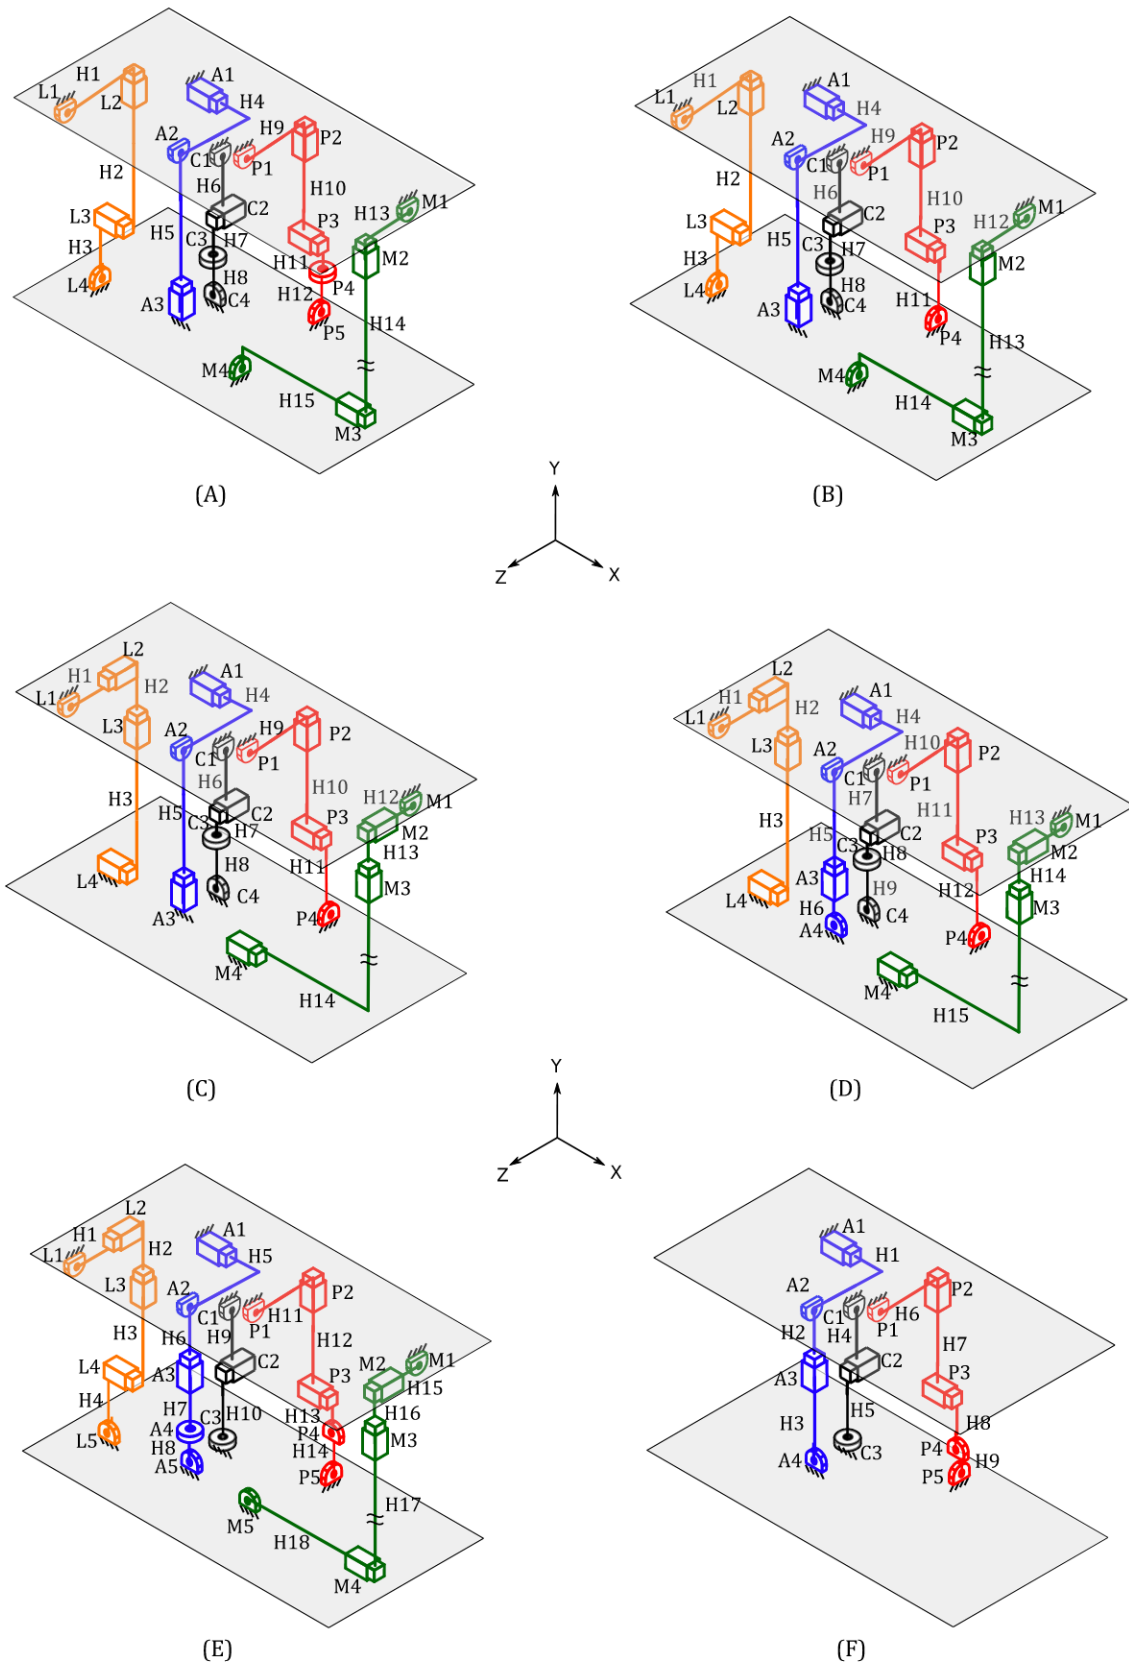 H1
L1
L2
A1
H4
H9
P2
A2
C1
P1
H6
H2
H10
M1
H13
L3
C2
P3
H3
H5
C3
H7
H11
M2
L4
H8
P4
A3
C4
H12
P5
H14
M4
H15
M3
(A)
H1
L1
L2
A1
H4
H9
P2
A2
C1
P1
H6
H2
H10
M1
H12
L3
C2
P3
H3
H5
C3
H7
M2
L4
H8
H11
A3
C4
P4
H13
M4
H14
M3
(B)
Y
Z
X
L2
H1
H2
A1
L1
H4
L3
A2
H9
P2
C1
P1
H6
H10
H12
M1
C2
P3
M2
H3
H5
C3
H7
H13
H8
H11
M3
L4
C4
A3
P4
M4
H14
(C)
L2
H1
H2
A1
L1
H4
L3
A2
H10
P2
C1
P1
H7
H11
H13
M1
C2
P3
M2
H3
H5
C3
H8
H14
A3
H12
M3
L4
H6
H9
A4
C4
P4
M4
H15
(D)
Y
Z
X
L2
H1
H2
A1
L1
H5
L3
A2
P2
C1
P1
H11
H3
H6
H9
H12
M1
L4
A3
C2
P3
M2
H15
H4
H7
H10
H13
H16
A4
C3
P4
M3
L5
H8
H14
A5
P5
H17
M5
H18
M4
(E)
A1
H1
A2
P2
C1
P1
H6
H2
H4
H7
A3
C2
P3
H3
H5
H8
C3
P4
A4
H9
P5
(F)